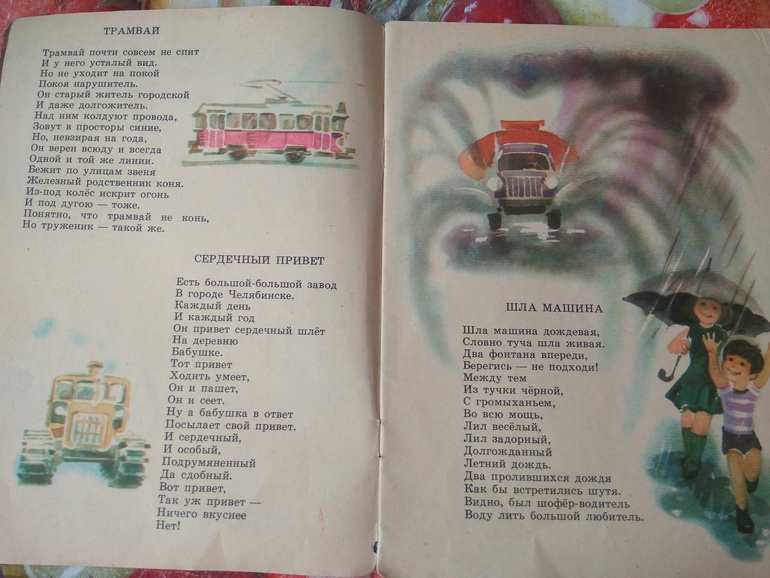 ТРАМВАЙ
Трамвай почти совсем не спит
И у него усталый вид.
Но не уходит на покой
Покоя нарушитель.
Он старый житель городской
И даже долгожитель.
Над ним колдуют провода,
Зовут в просторы синие,
Но, невзирая на года,
Он верен всюду и всегда
Одной и той же линии.
Бежит по улицам звеня
Железный родственник коня.
Из-под колёс искрит огонь
И под дугою — тоже.
Понятно, что трамвай не конь,
Но труженик — такой же.
СЕРДЕЧНЫЙ ПРИВЕТ
Есть большой-большой завод
В городе Челябинске.
Каждый день
И каждый год
Он привет сердечный шлёт
На деревню
Бабушке.
Тот привет
Ходить умеет,
Он и пашет,
Он и сеет.
Ну а бабушка в ответ
Посылает свой привет.
И сердечный,
И особый,
Подрумяненный
Да сдобный.
Вот привет,
Так уж привет —
Ничего вкуснее
Нет!
ШЛА МАШИНА
Шла машина дождевая,
Словно туча шла живая.
Два фонтана впереди,
Берегись — не подходи!
Между тем
Из тучки чёрной,
С громыханьем,
Во всю мощь,
Лил весёлый,
Лил задорный,
Долгожданный
Летний дождь.
Два пролившихся дождя
Как бы встретились шутя.
Видно, был шофёр-водитель
Воду лить большой любитель.